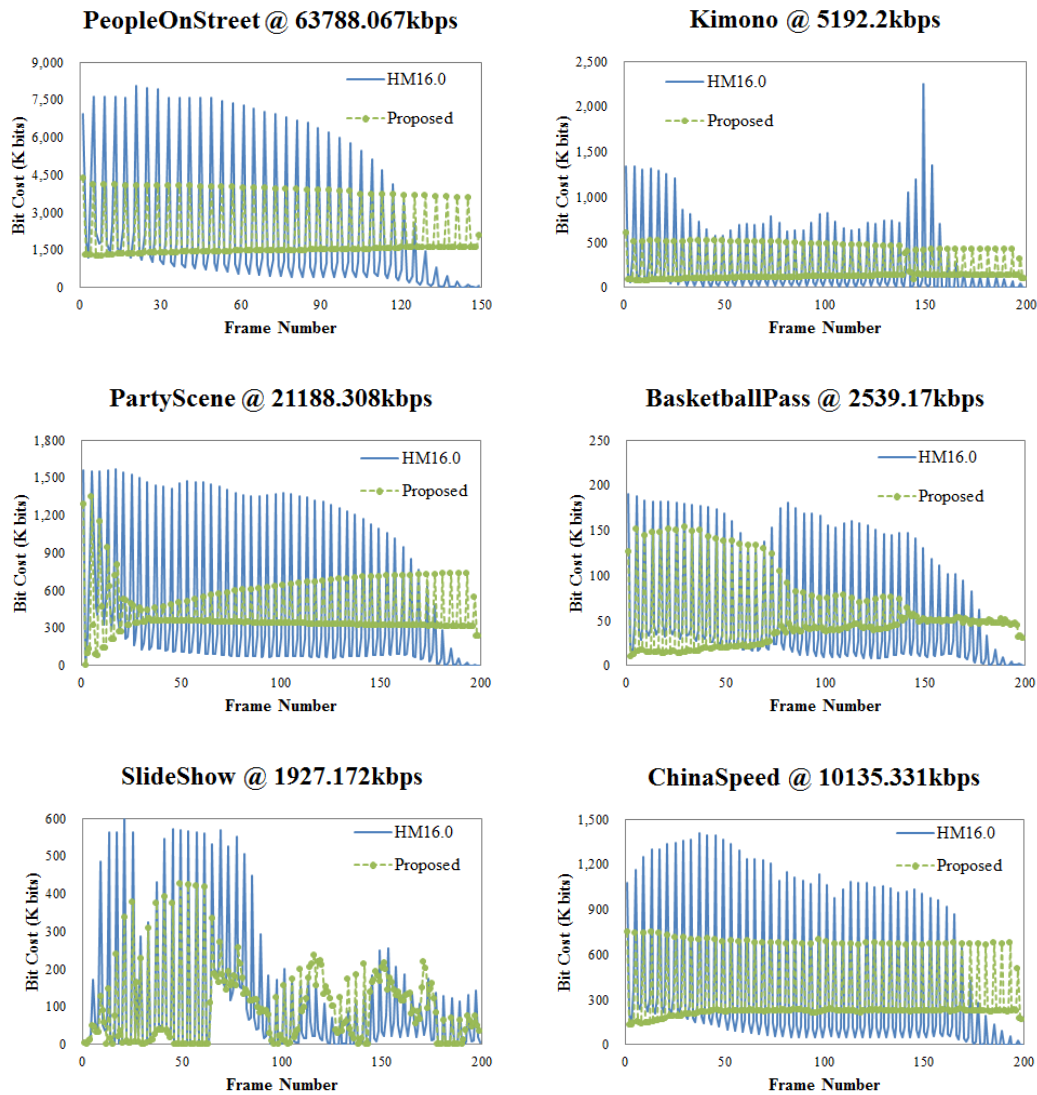 PeopleOnStreet @ 63788.067kbps
9,000
7,500
6,000
4,500
3,000
1,500
0
Bit Cost (K bits)
HM16.0
Proposed
0 30 60 90 120 150
Frame Number
Kimono @ 5192.2kbps
2,500
2,000
1,500
1,000
500
0
Bit Cost (K bits)
HM16.0
Proposed
0 50 100 150 200
Frame Number
PartyScene @ 21188.308kbps
1,800
1,500
1,200
900
600
300
0
Bit Cost (K bits)
HM16.0
Proposed
0 50 100 150 200
Frame Number
BasketballPass @ 2539.17kbps
250
200
150
100
50
0
Bit Cost (K bits)
HM16.0
Proposed
0 50 100 150 200
Frame Number
SlideShow @ 1927.172kbps
600
500
400
300
200
100
0
Bit Cost (K bits)
HM16.0
Proposed
0 50 100 150 200
Frame Number
ChinaSpeed @ 10135.331kbps
1,500
1,200
900
600
300
0
Bit Cost (K bits)
HM16.0
Proposed
0 50 100 150 200
Frame Number